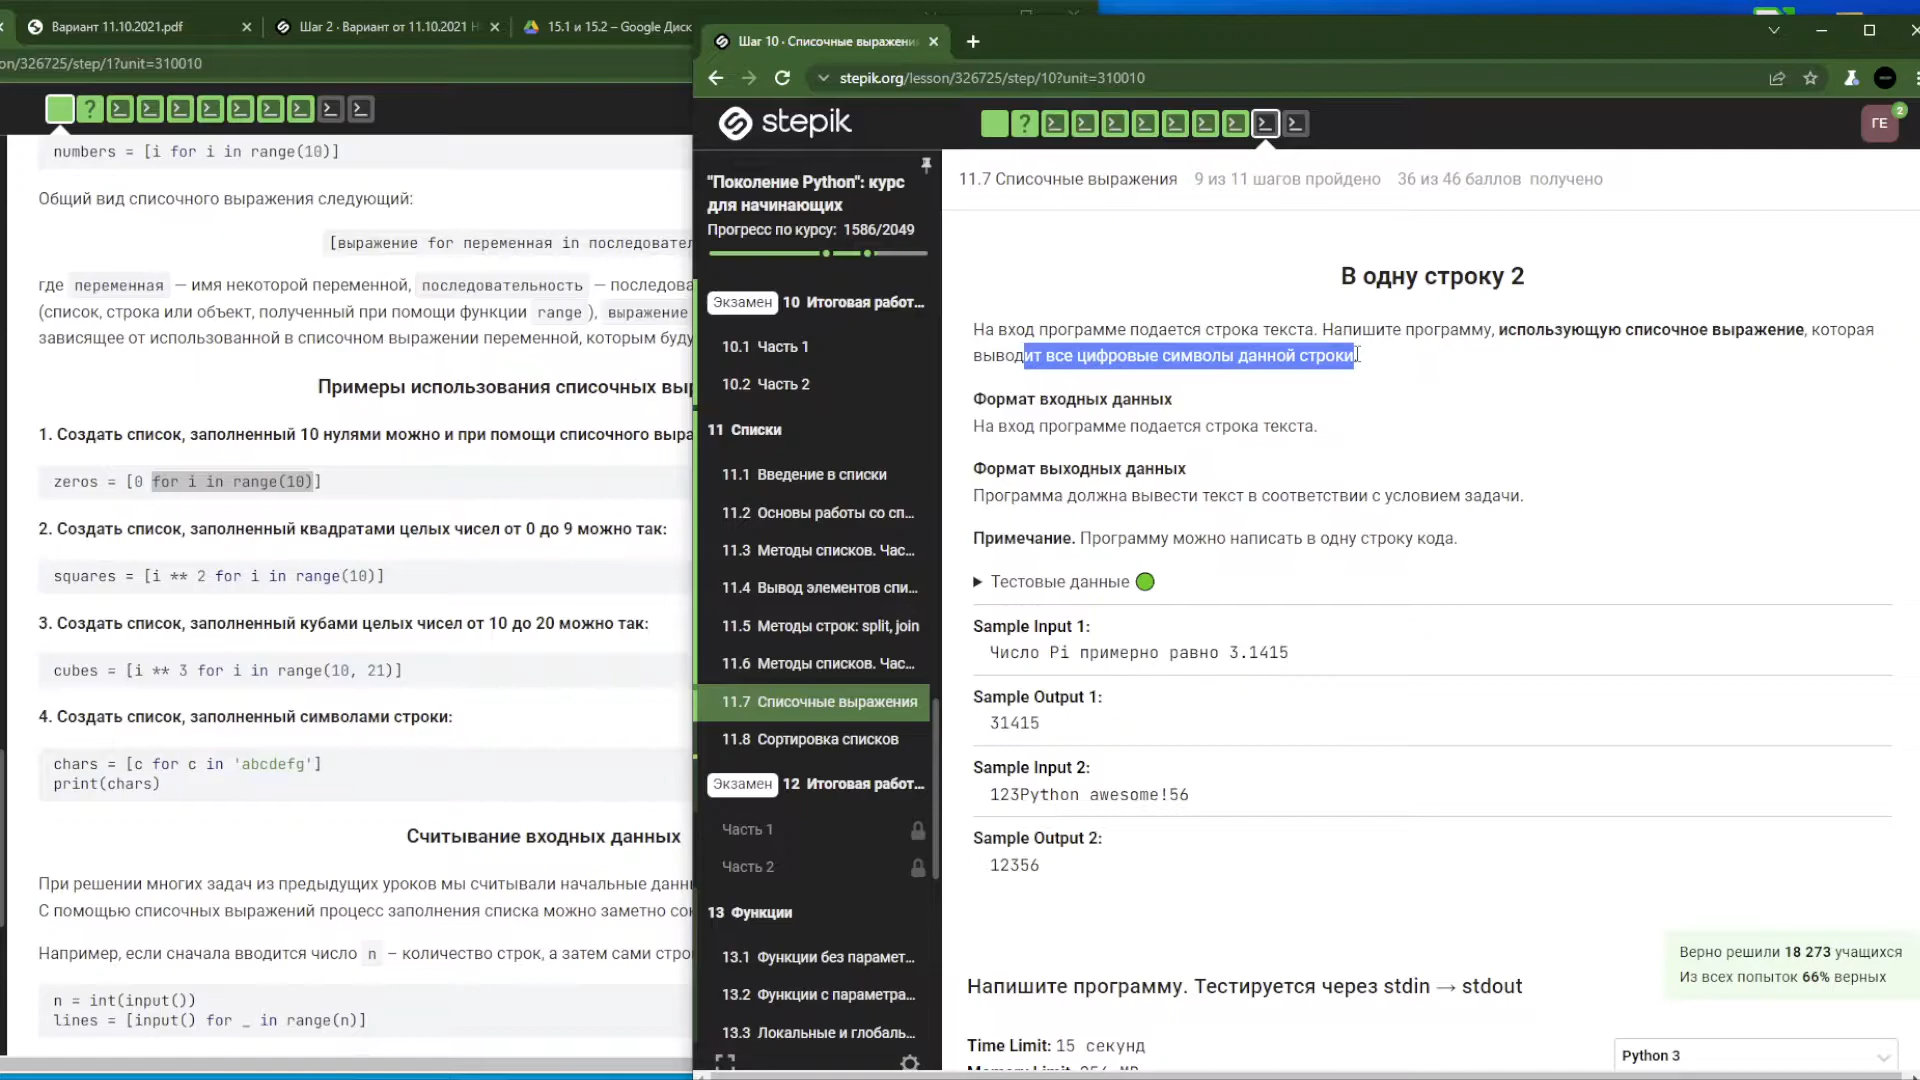 Вариант 11.10.2021.pdf
Шаг 2 · Вариант от 11.10.2021
15.1 и 15.2 – Google Диск
on/326725/step/1?unit=310010
numbers = [i for i in range(10)]
Общий вид списочного выражения следующий:
[выражение for переменная in последовател
где переменная — имя некоторой переменной, последовательность — последова
(список, строка или объект, полученный при помощи функции range), выражение
зависящее от использованной в списочном выражении переменной, которым буду
Примеры использования списочных выр
1. Создать список, заполненный 10 нулями можно и при помощи списочного выра
zeros = [0 for i in range(10)]
2. Создать список, заполненный квадратами целых чисел от 0 до 9 можно так:
squares = [i ** 2 for i in range(10)]
3. Создать список, заполненный кубами целых чисел от 10 до 20 можно так:
cubes = [i ** 3 for i in range(10, 21)]
4. Создать список, заполненный символами строки:
chars = [c for c in 'abcdefg']
print(chars)
Считывание входных данных
При решении многих задач из предыдущих уроков мы считывали начальные данн
С помощью списочных выражений процесс заполнения списка можно заметно сок
Например, если сначала вводится число n – количество строк, а затем сами стро
n = int(input())
lines = [input() for _ in range(n)]
Шаг 10 · Списочные выражени
stepik.org/lesson/326725/step/10?unit=310010
stepik
ГЕ
2
"Поколение Python": курс
для начинающих
Прогресс по курсу: 1586/2049
Экзамен 10 Итоговая работ...
10.1 Часть 1
10.2 Часть 2
11 Списки
11.1 Введение в списки
11.2 Основы работы со сп...
11.3 Методы списков. Час...
11.4 Вывод элементов спи...
11.5 Методы строк: split, join
11.6 Методы списков. Час...
11.7 Списочные выражения
11.8 Сортировка списков
Экзамен 12 Итоговая работ...
Часть 1
Часть 2
13 Функции
13.1 Функции без парамет...
13.2 Функции с параметра...
13.3 Локальные и глобаль...
11.7 Списочные выражения 9 из 11 шагов пройдено 36 из 46 баллов получено
В одну строку 2
На вход программе подается строка текста. Напишите программу, использующую списочное выражение, которая
выводит все цифровые символы данной строки.
Формат входных данных
На вход программе подается строка текста.
Формат выходных данных
Программа должна вывести текст в соответствии с условием задачи.
Примечание. Программу можно написать в одну строку кода.
Тестовые данные
Sample Input 1:
Число Pi примерно равно 3.1415
Sample Output 1:
31415
Sample Input 2:
123Python awesome!56
Sample Output 2:
12356
Верно решили 18 273 учащихся
Из всех попыток 66% верных
Напишите программу. Тестируется через stdin → stdout
Time Limit: 15 секунд
Python 3